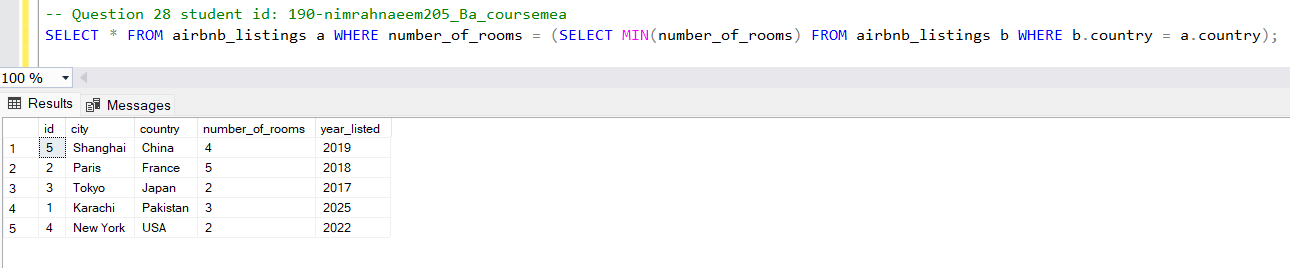 -- Question 28 student id: 190-nimrahnaeem205_Ba_coursemea
SELECT * FROM airbnb_listings a WHERE number_of_rooms = (SELECT MIN(number_of_rooms) FROM airbnb_listings b WHERE b.country = a.country);
100 %
Results Messages
id city country number_of_rooms year_listed
1 5 Shanghai China 4 2019
2 2 Paris France 5 2018
3 3 Tokyo Japan 2 2017
4 1 Karachi Pakistan 3 2025
5 4 New York USA 2 2022